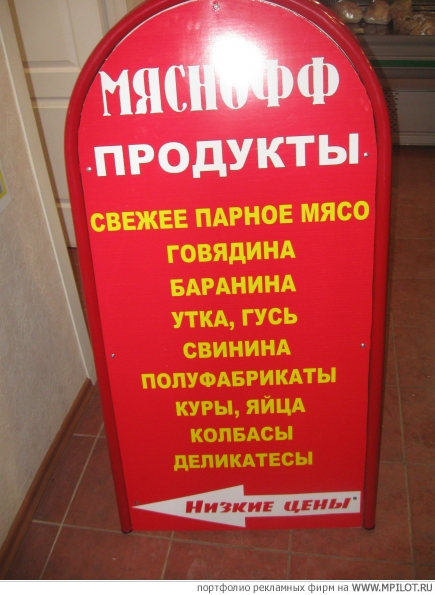 МЯСНОФФ
ПРОДУКТЫ
СВЕЖЕЕ ПАРНОЕ МЯСО
ГОВЯДИНА
БАРАНИНА
УТКА, ГУСЬ
СВИНИНА
ПОЛУФАБРИКАТЫ
КУРЫ, ЯЙЦА
КОЛБАСЫ
ДЕЛИКАТЕСЫ
НИЗКИЕ ЦЕНЫ*
портфолио рекламных фирм на WWW.MPILOT.RU